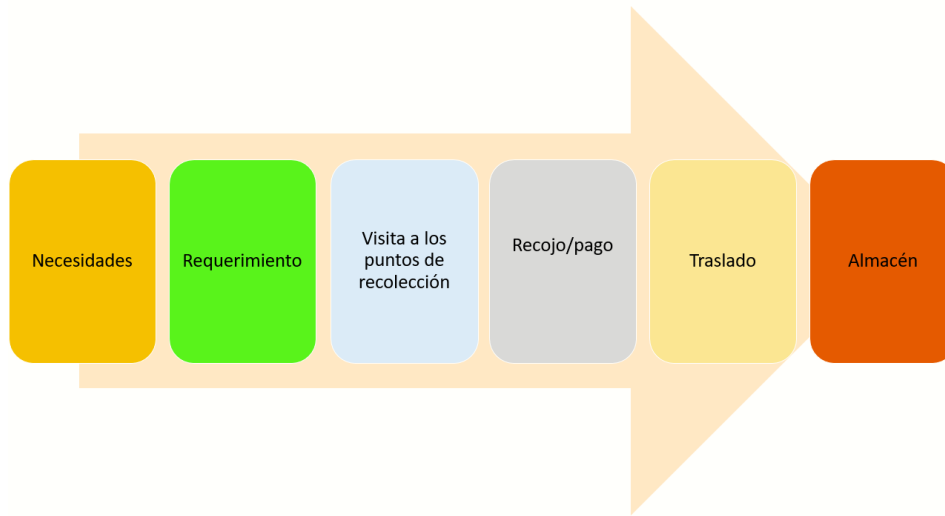 Necesidades
Requerimiento
Visita a los
puntos de
recolección
Recojo/pago
Traslado
Almacén